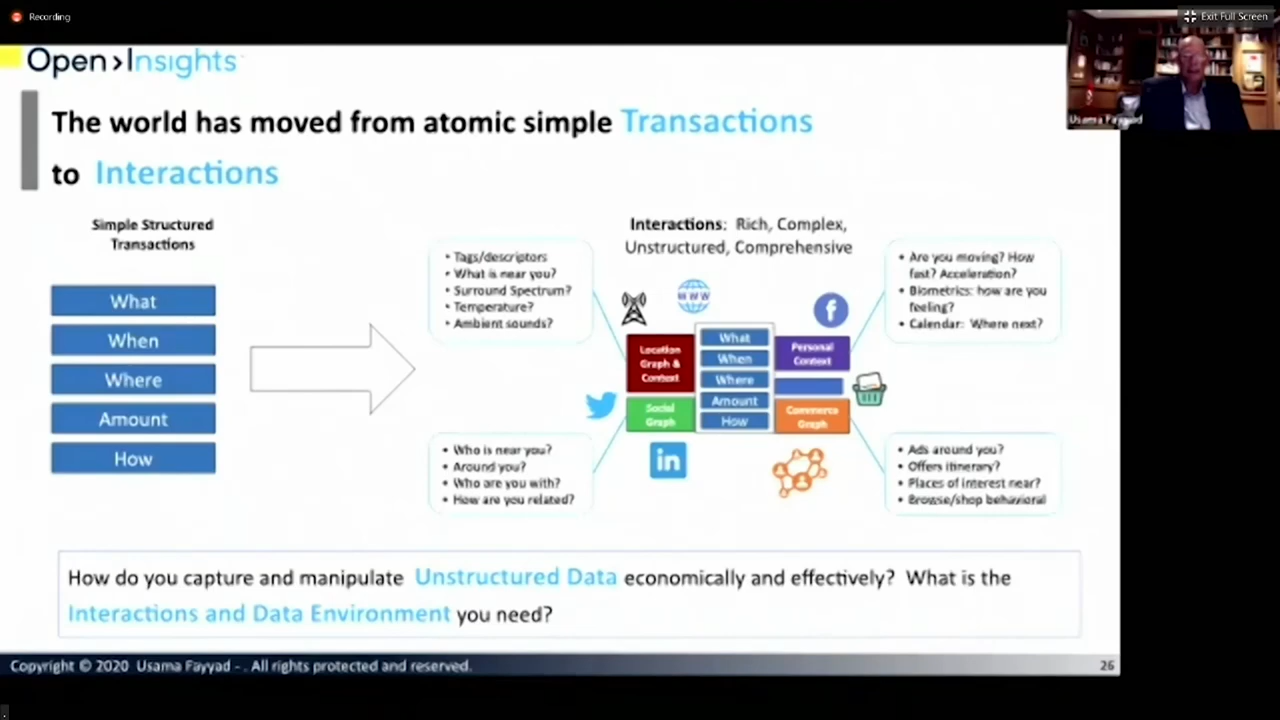 Recording
Exit Full Screen
Open>Insights
Usama Fayyad
The world has moved from atomic simple Transactions
to Interactions
Simple Structured
Transactions
What
When
Where
Amount
How
Interactions: Rich, Complex,
Unstructured, Comprehensive
• Tags/descriptors
• What is near you?
• Surround Spectrum?
• Temperature?
• Ambient sounds?
• Are you moving? How
fast? Acceleration?
• Biometrics: how are you
feeling?
• Calendar: Where next?
www
f
Location
Graph &
Context
What
When
Where
Amount
How
Personal
Context
Social
Graph
Commerce
Graph
in
• Who is near you?
• Around you?
• Who are you with?
• How are you related?
• Ads around you?
• Offers itinerary?
• Places of interest near?
• Browse/shop behavioral
How do you capture and manipulate Unstructured Data economically and effectively? What is the
Interactions and Data Environment you need?
Copyright © 2020 Usama Fayyad - . All rights protected and reserved.
26